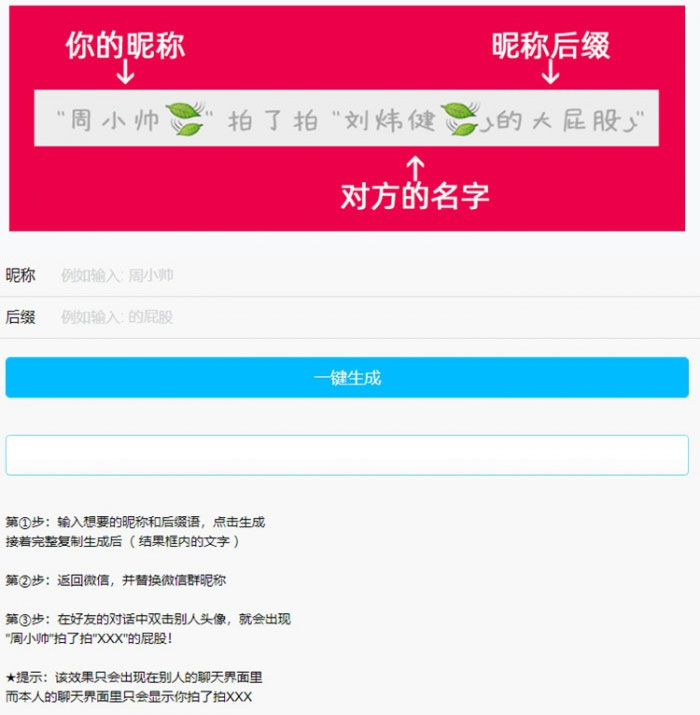 你的昵称 昵称后缀
"周小帅🍃" 拍了拍 "刘炜健🍃ر的大屁股ر"
对方的名字
昵称 例如输入: 周小帅
后缀 例如输入: 的屁股
一键生成
第①步：输入想要的昵称和后缀语，点击生成
接着完整复制生成后（结果框内的文字）
第②步：返回微信，并替换微信群昵称
第③步：在好友的对话中双击别人头像，就会出现
"周小帅"拍了拍"XXX"的屁股！
★提示：该效果只会出现在别人的聊天界面里
而本人的聊天界面里只会显示你拍了拍XXX